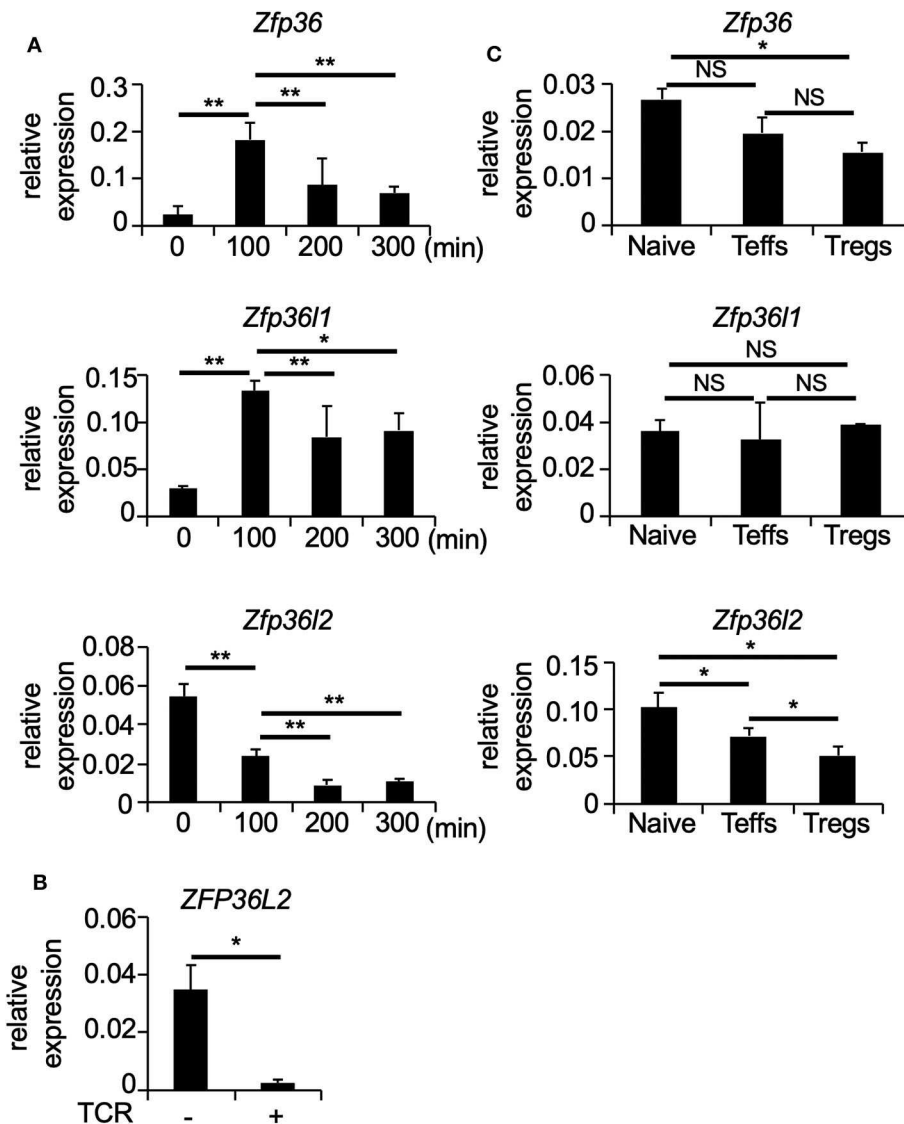 A
Zfp36
relative
expression
0.3
0.2
0.1
0
**
**
**
0 100 200 300 (min)
Zfp36l1
relative
expression
0.15
0.10
0.05
0
*
**
**
0 100 200 300 (min)
Zfp36l2
relative
expression
0.08
0.06
0.04
0.02
0
**
**
**
0 100 200 300 (min)
B
ZFP36L2
relative
expression
0.06
0.04
0.02
0
*
TCR - +
C
Zfp36
relative
expression
0.03
0.02
0.01
0
*
NS
NS
Naive Teffs Tregs
Zfp36l1
relative
expression
0.06
0.04
0.04
0
NS
NS NS
Naive Teffs Tregs
Zfp36l2
relative
expression
0.15
0.10
0.05
0
*
*
*
Naive Teffs Tregs